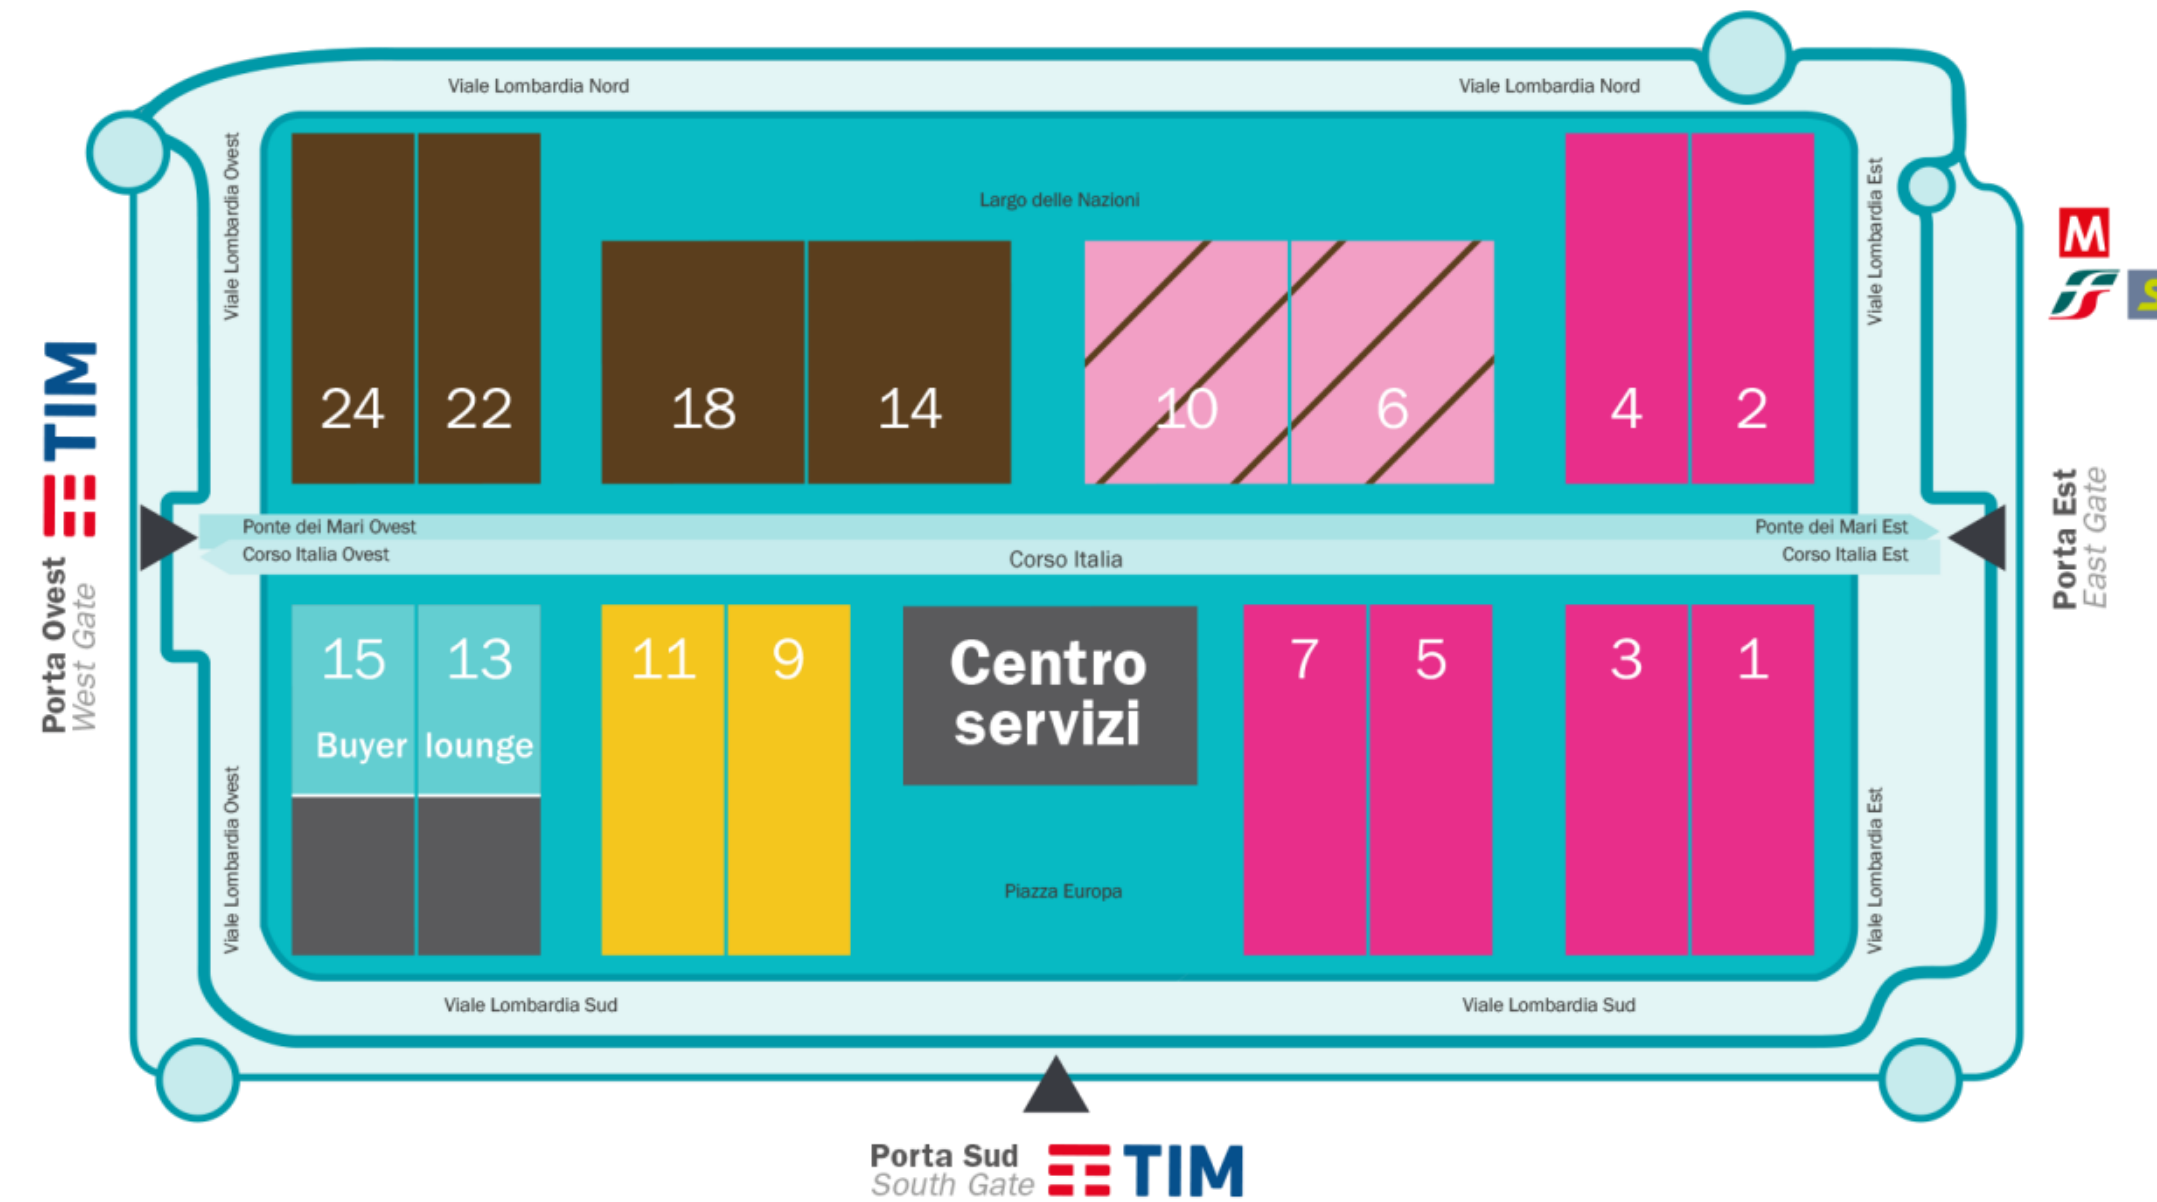 Viale Lombardia Nord
Viale Lombardia Nord
Viale Lombardia Ovest
Viale Lombardia Est
Largo delle Nazioni
M
24
22
18
14
10
6
4
2
TIM
Porta Ovest
West Gate
Ponte dei Mari Ovest
Ponte dei Mari Est
Corso Italia Ovest
Corso Italia
Corso Italia Est
Porta Est
East Gate
15
13
Buyer lounge
11
9
Centro
servizi
7
5
3
1
Piazza Europa
Viale Lombardia Ovest
Viale Lombardia Est
Viale Lombardia Sud
Viale Lombardia Sud
Porta Sud
South Gate
TIM